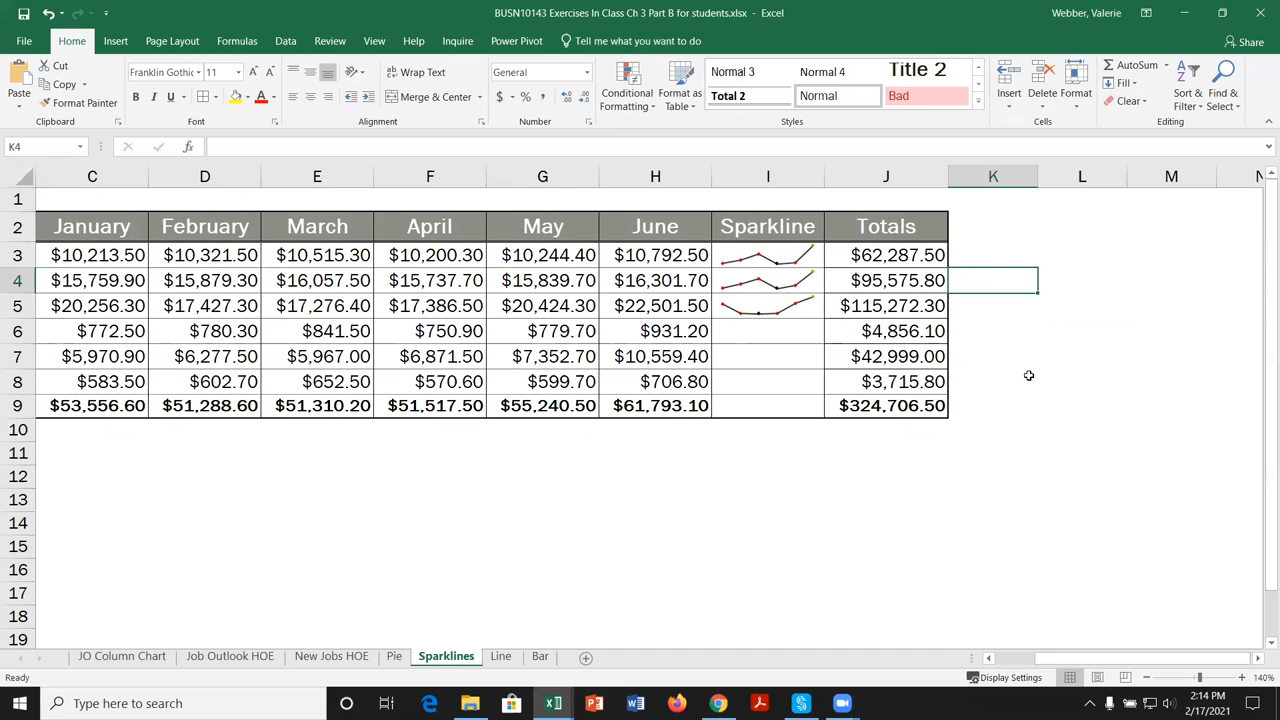 BUSN10143 Exercises In Class Ch 3 Part B for students.xlsx - Excel
Webber, Valerie
File Home Insert Page Layout Formulas Data Review View Help Inquire Power Pivot Tell me what you want to do Share
Paste Cut Copy Format Painter
Franklin Gothic 11
B I U
Wrap Text
Merge & Center
General
$ % ,
Conditional Formatting
Format as Table
Normal 3 Normal 4 Title 2
Total 2 Normal Bad
Insert Delete Format
AutoSum Fill Clear
Sort & Filter Find & Select
Clipboard Font Alignment Number Styles Cells Editing
K4 fx
C D E F G H I J K L M N
1
2 January February March April May June Sparkline Totals
3 $10,213.50 $10,321.50 $10,515.30 $10,200.30 $10,244.40 $10,792.50 $62,287.50
4 $15,759.90 $15,879.30 $16,057.50 $15,737.70 $15,839.70 $16,301.70 $95,575.80
5 $20,256.30 $17,427.30 $17,276.40 $17,386.50 $20,424.30 $22,501.50 $115,272.30
6 $772.50 $780.30 $841.50 $750.90 $779.70 $931.20 $4,856.10
7 $5,970.90 $6,277.50 $5,967.00 $6,871.50 $7,352.70 $10,559.40 $42,999.00
8 $583.50 $602.70 $652.50 $570.60 $599.70 $706.80 $3,715.80
9 $53,556.60 $51,288.60 $51,310.20 $51,517.50 $55,240.50 $61,793.10 $324,706.50
10
11
12
13
14
15
16
17
18
19
JO Column Chart Job Outlook HOE New Jobs HOE Pie Sparklines Line Bar
Ready Display Settings 140%
Type here to search
2:14 PM
2/17/2021